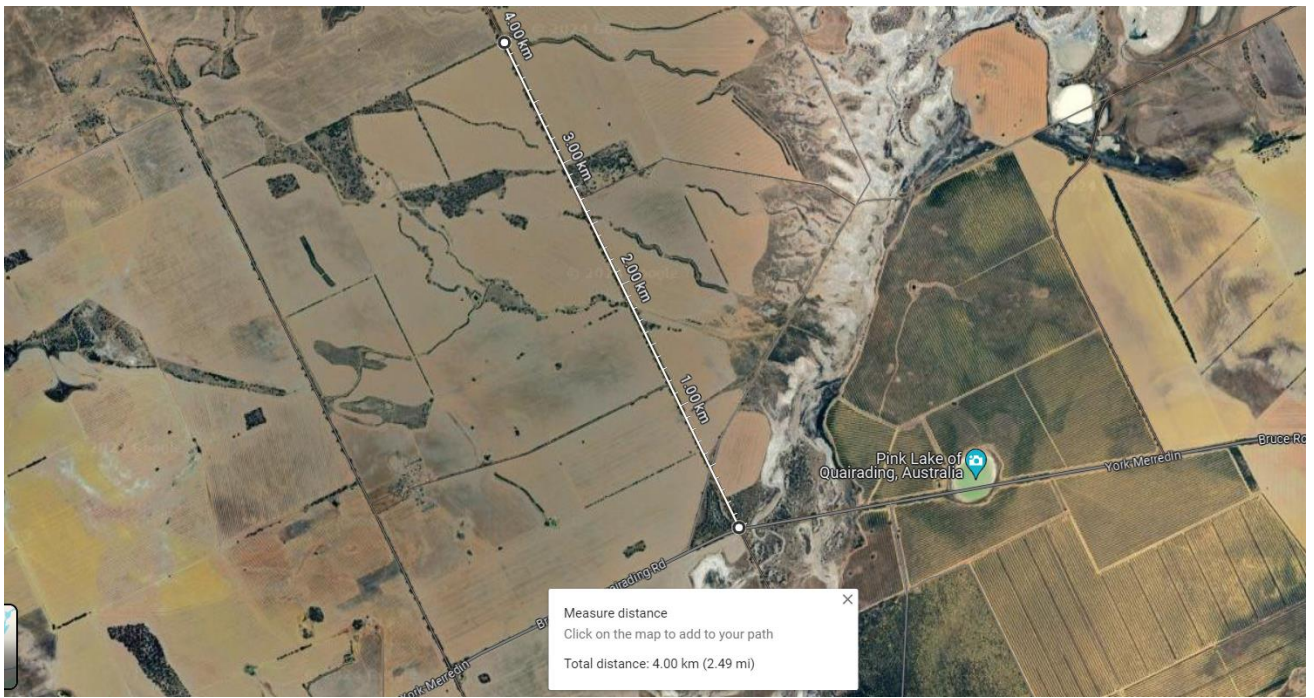 4.00 km
3.00 km
2.00 km
1.00 km
Pink Lake of
Quairading, Australia
York-Merredin
Bruce Rd
York-Merredin
Measure distance
Click on the map to add to your path
Total distance: 4.00 km (2.49 mi)